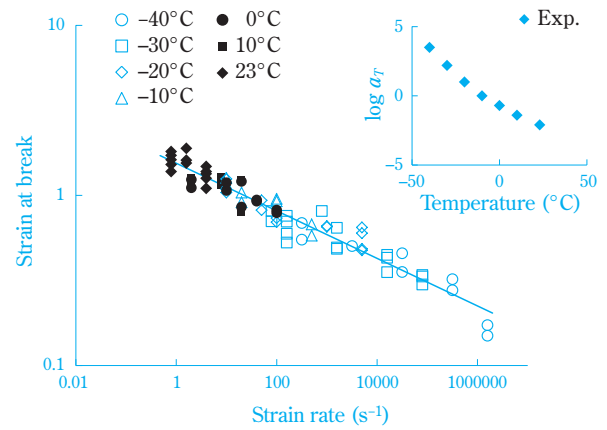 −40°C
−30°C
−20°C
−10°C
0°C
10°C
23°C
Exp.
10
1
0.1
Strain at break
0.01
1
100
10000
1000000
Strain rate (s⁻¹)
5
0
−5
log a_T
−50
0
50
Temperature (°C)